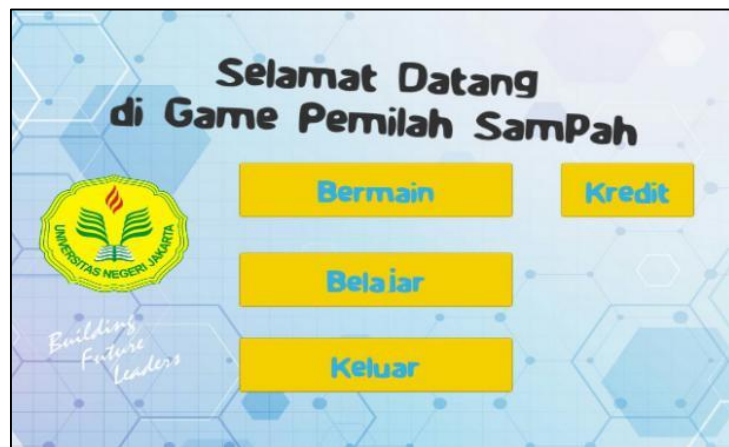 Selamat Datang
di Game Pemilah SamPah
Bermain
Kredit
UNIVERSITAS NEGERI JAKARTA
Belajar
Building
Future
Leaders
Keluar